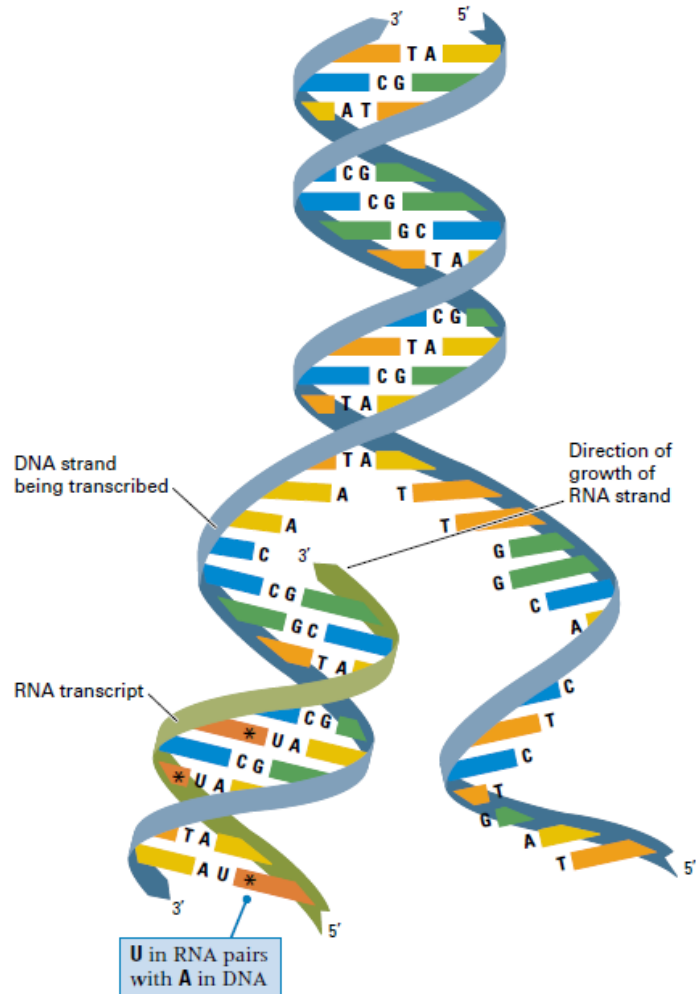 3′ 5′
T A
C G
A T
C G
C G
G C
T A
C G
T A
C G
T A
T A
Direction of
growth of
RNA strand
DNA strand
being transcribed
A T
A T
C 3′ G
C G G
G C C
T A A
RNA transcript
C G C
* U A T
C G C
* U A T
G
T A A
A U * T
3′ 5′ 5′
U in RNA pairs
with A in DNA